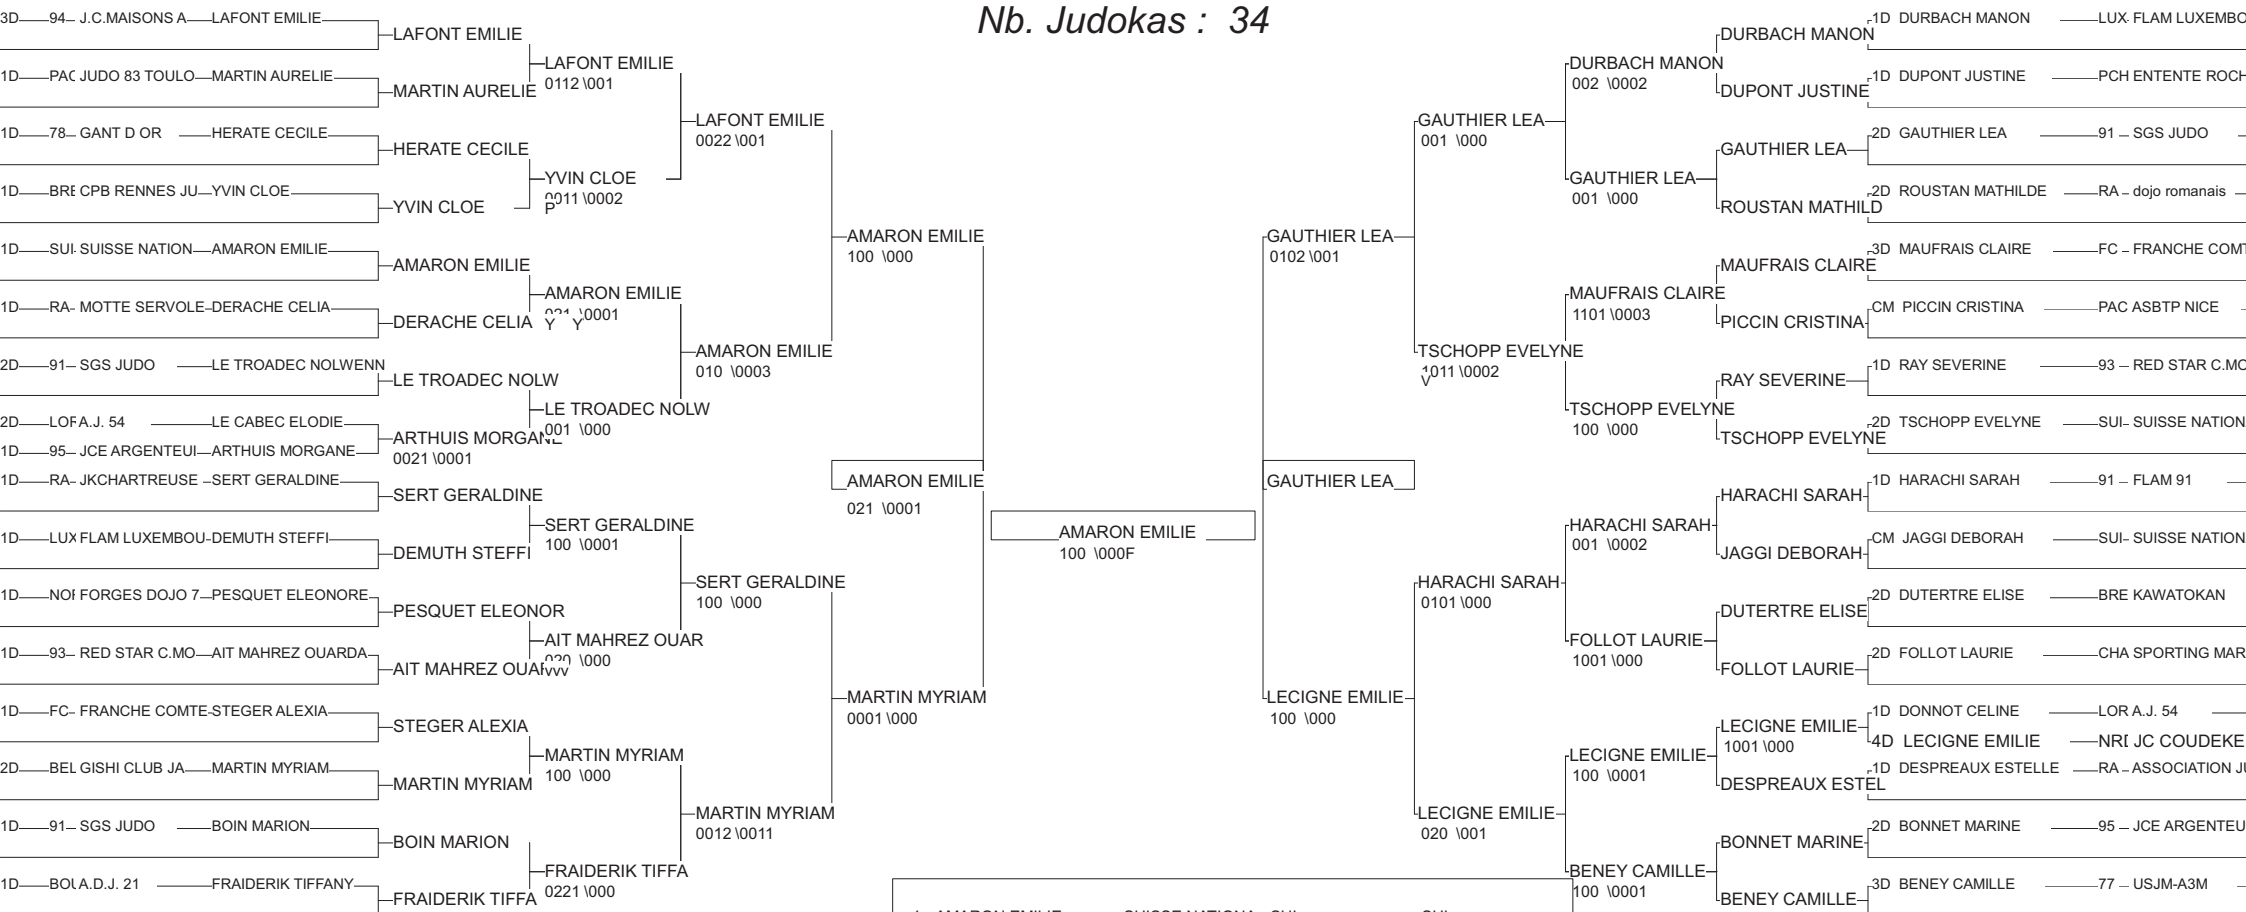 Nb. Judokas : 34
3D 94 J.C.MAISONS A LAFONT EMILIE
LAFONT EMILIE
LAFONT EMILIE
0112 \001
1D PAC JUDO 83 TOULO MARTIN AURELIE
MARTIN AURELIE
LAFONT EMILIE
0022 \001
1D 78 GANT D OR HERATE CECILE
HERATE CECILE
YVIN CLOE
0011 \0002
P
1D BRE CPB RENNES JU YVIN CLOE
YVIN CLOE
AMARON EMILIE
100 \000
1D SUI SUISSE NATION AMARON EMILIE
AMARON EMILIE
AMARON EMILIE
021 \0001
Y Y
1D RA MOTTE SERVOLE DERACHE CELIA
DERACHE CELIA
AMARON EMILIE
010 \0003
2D 91 SGS JUDO LE TROADEC NOLWENN
LE TROADEC NOLW
LE TROADEC NOLW
001 \000
2D LOR A.J. 54 LE CABEC ELODIE
ARTHUIS MORGANE
0021 \0001
1D 95 JCE ARGENTEUI ARTHUIS MORGANE
AMARON EMILIE
021 \0001
1D RA JKCHARTREUSE SERT GERALDINE
SERT GERALDINE
SERT GERALDINE
100 \0001
1D LUX FLAM LUXEMBOU DEMUTH STEFFI
DEMUTH STEFFI
SERT GERALDINE
100 \000
1D NOR FORGES DOJO 7 PESQUET ELEONORE
PESQUET ELEONOR
AIT MAHREZ OUAR
020 \000
VVV
1D 93 RED STAR C.MO AIT MAHREZ OUARDA
AIT MAHREZ OUAR
MARTIN MYRIAM
0001 \000
1D FC FRANCHE COMTE STEGER ALEXIA
STEGER ALEXIA
MARTIN MYRIAM
100 \000
2D BEL GISHI CLUB JA MARTIN MYRIAM
MARTIN MYRIAM
MARTIN MYRIAM
0012 \0011
1D 91 SGS JUDO BOIN MARION
BOIN MARION
FRAIDERIK TIFFA
0221 \000
1D BOU A.D.J. 21 FRAIDERIK TIFFANY
FRAIDERIK TIFFA
AMARON EMILIE
100 \000F
1D DURBACH MANON LUX FLAM LUXEMBO
DURBACH MANON
DURBACH MANON
002 \0002
1D DUPONT JUSTINE PCH ENTENTE ROCH
DUPONT JUSTINE
GAUTHIER LEA
001 \000
2D GAUTHIER LEA 91 SGS JUDO
GAUTHIER LEA
GAUTHIER LEA
001 \000
2D ROUSTAN MATHILDE RA dojo romanais
ROUSTAN MATHILD
GAUTHIER LEA
0102 \001
3D MAUFRAIS CLAIRE FC FRANCHE COMT
MAUFRAIS CLAIRE
MAUFRAIS CLAIRE
1101 \0003
CM PICCIN CRISTINA PAC ASBTP NICE
PICCIN CRISTINA
TSCHOPP EVELYNE
1011 \0002
V
1D RAY SEVERINE 93 RED STAR C.MO
RAY SEVERINE
TSCHOPP EVELYNE
100 \000
2D TSCHOPP EVELYNE SUI SUISSE NATION
TSCHOPP EVELYNE
GAUTHIER LEA
1D HARACHI SARAH 91 FLAM 91
HARACHI SARAH
HARACHI SARAH
001 \0002
CM JAGGI DEBORAH SUI SUISSE NATION
JAGGI DEBORAH
HARACHI SARAH
0101 \000
2D DUTERTRE ELISE BRE KAWATOKAN
DUTERTRE ELISE
FOLLOT LAURIE
1001 \000
2D FOLLOT LAURIE CHA SPORTING MAR
FOLLOT LAURIE
LECIGNE EMILIE
100 \000
1D DONNOT CELINE LOR A.J. 54
LECIGNE EMILIE
1001 \000
4D LECIGNE EMILIE NRD JC COUDEKE
LECIGNE EMILIE
100 \0001
1D DESPREAUX ESTELLE RA ASSOCIATION JU
DESPREAUX ESTEL
LECIGNE EMILIE
020 \001
2D BONNET MARINE 95 JCE ARGENTEU
BONNET MARINE
BENEY CAMILLE
100 \0001
3D BENEY CAMILLE 77 USJM-A3M
BENEY CAMILLE